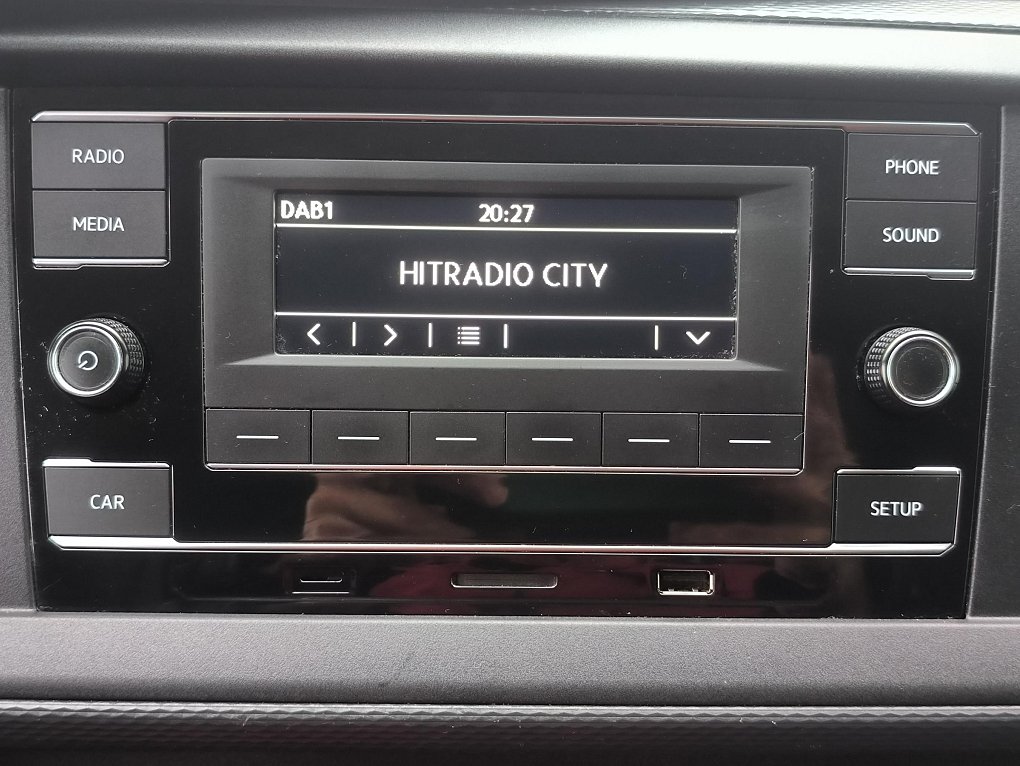 RADIO
MEDIA
PHONE
SOUND
DAB1 20:27
HITRADIO CITY
CAR
SETUP